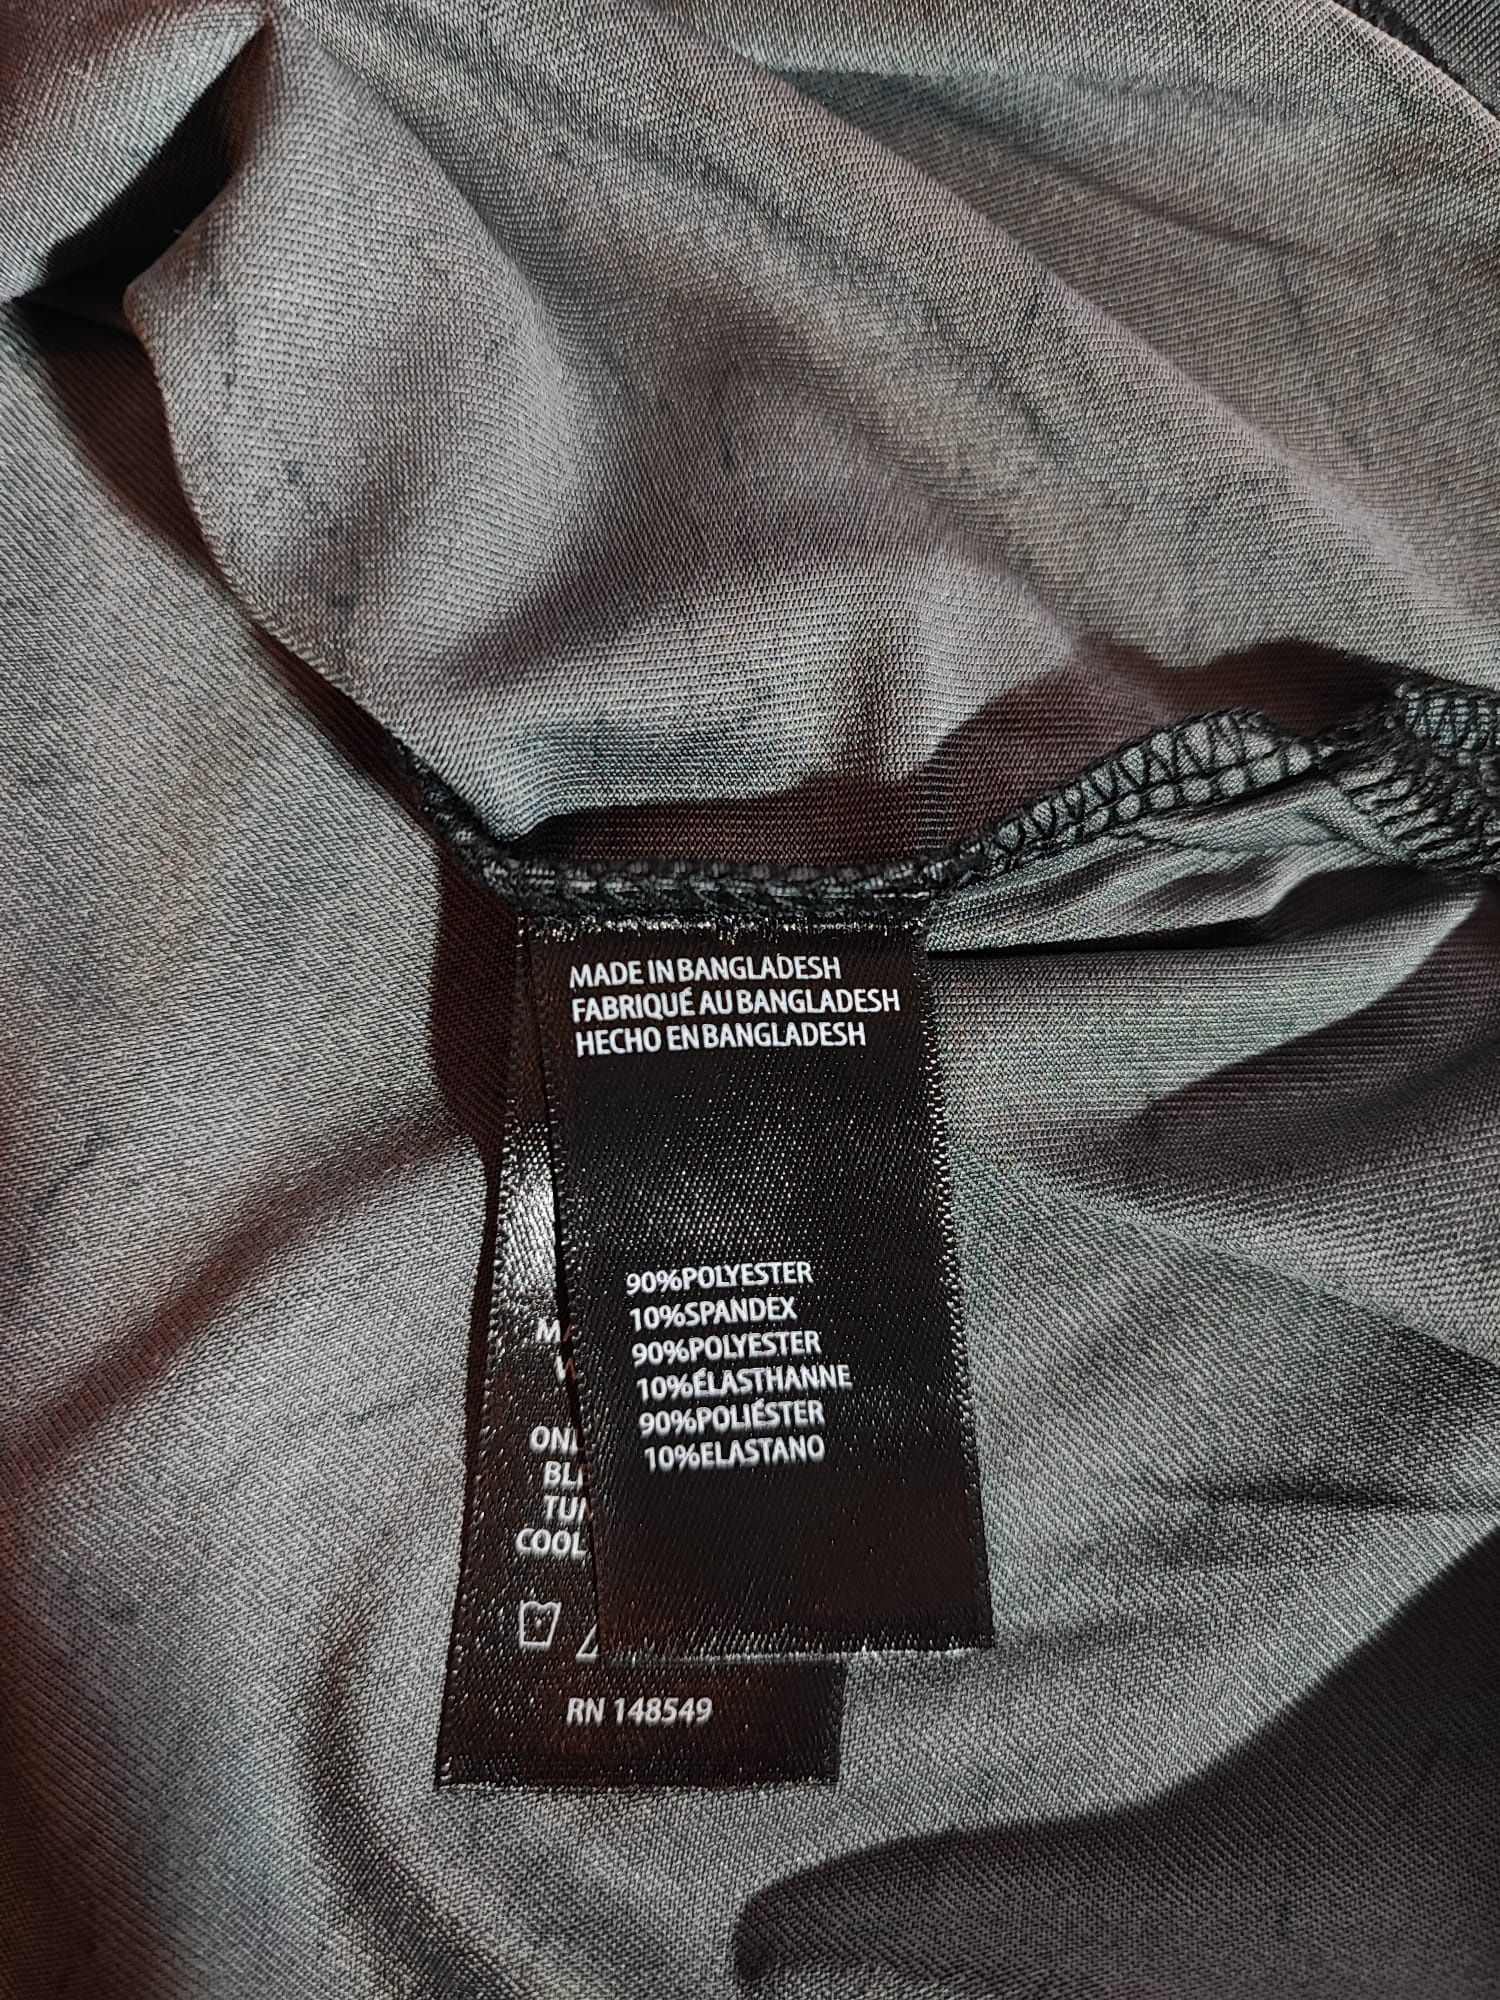 MADE IN BANGLADESH
FABRIQUÉ AU BANGLADESH
HECHO EN BANGLADESH
90%POLYESTER
10%SPANDEX
90%POLYESTER
10%ÉLASTHANNE
90%POLIÉSTER
10%ELASTANO
COOL
RN 148549